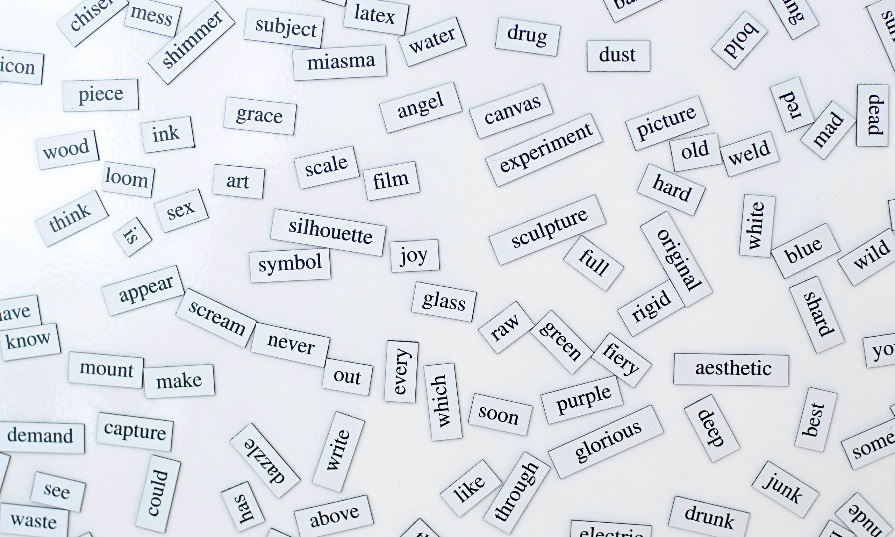 chisel
mess
shimmer
subject
latex
water
drug
dust
bold
icon
miasma
piece
grace
angel
canvas
picture
red
mad
dead
wood
ink
experiment
old
weld
loom
art
scale
film
hard
think
is
sex
silhouette
sculpture
original
white
symbol
joy
full
blue
wild
appear
scream
glass
rigid
shard
know
never
raw
green
fiery
mount
make
out
every
which
aesthetic
soon
purple
deep
best
demand
capture
dazzle
write
glorious
some
see
could
has
like
through
junk
waste
above
drunk
nude
electric